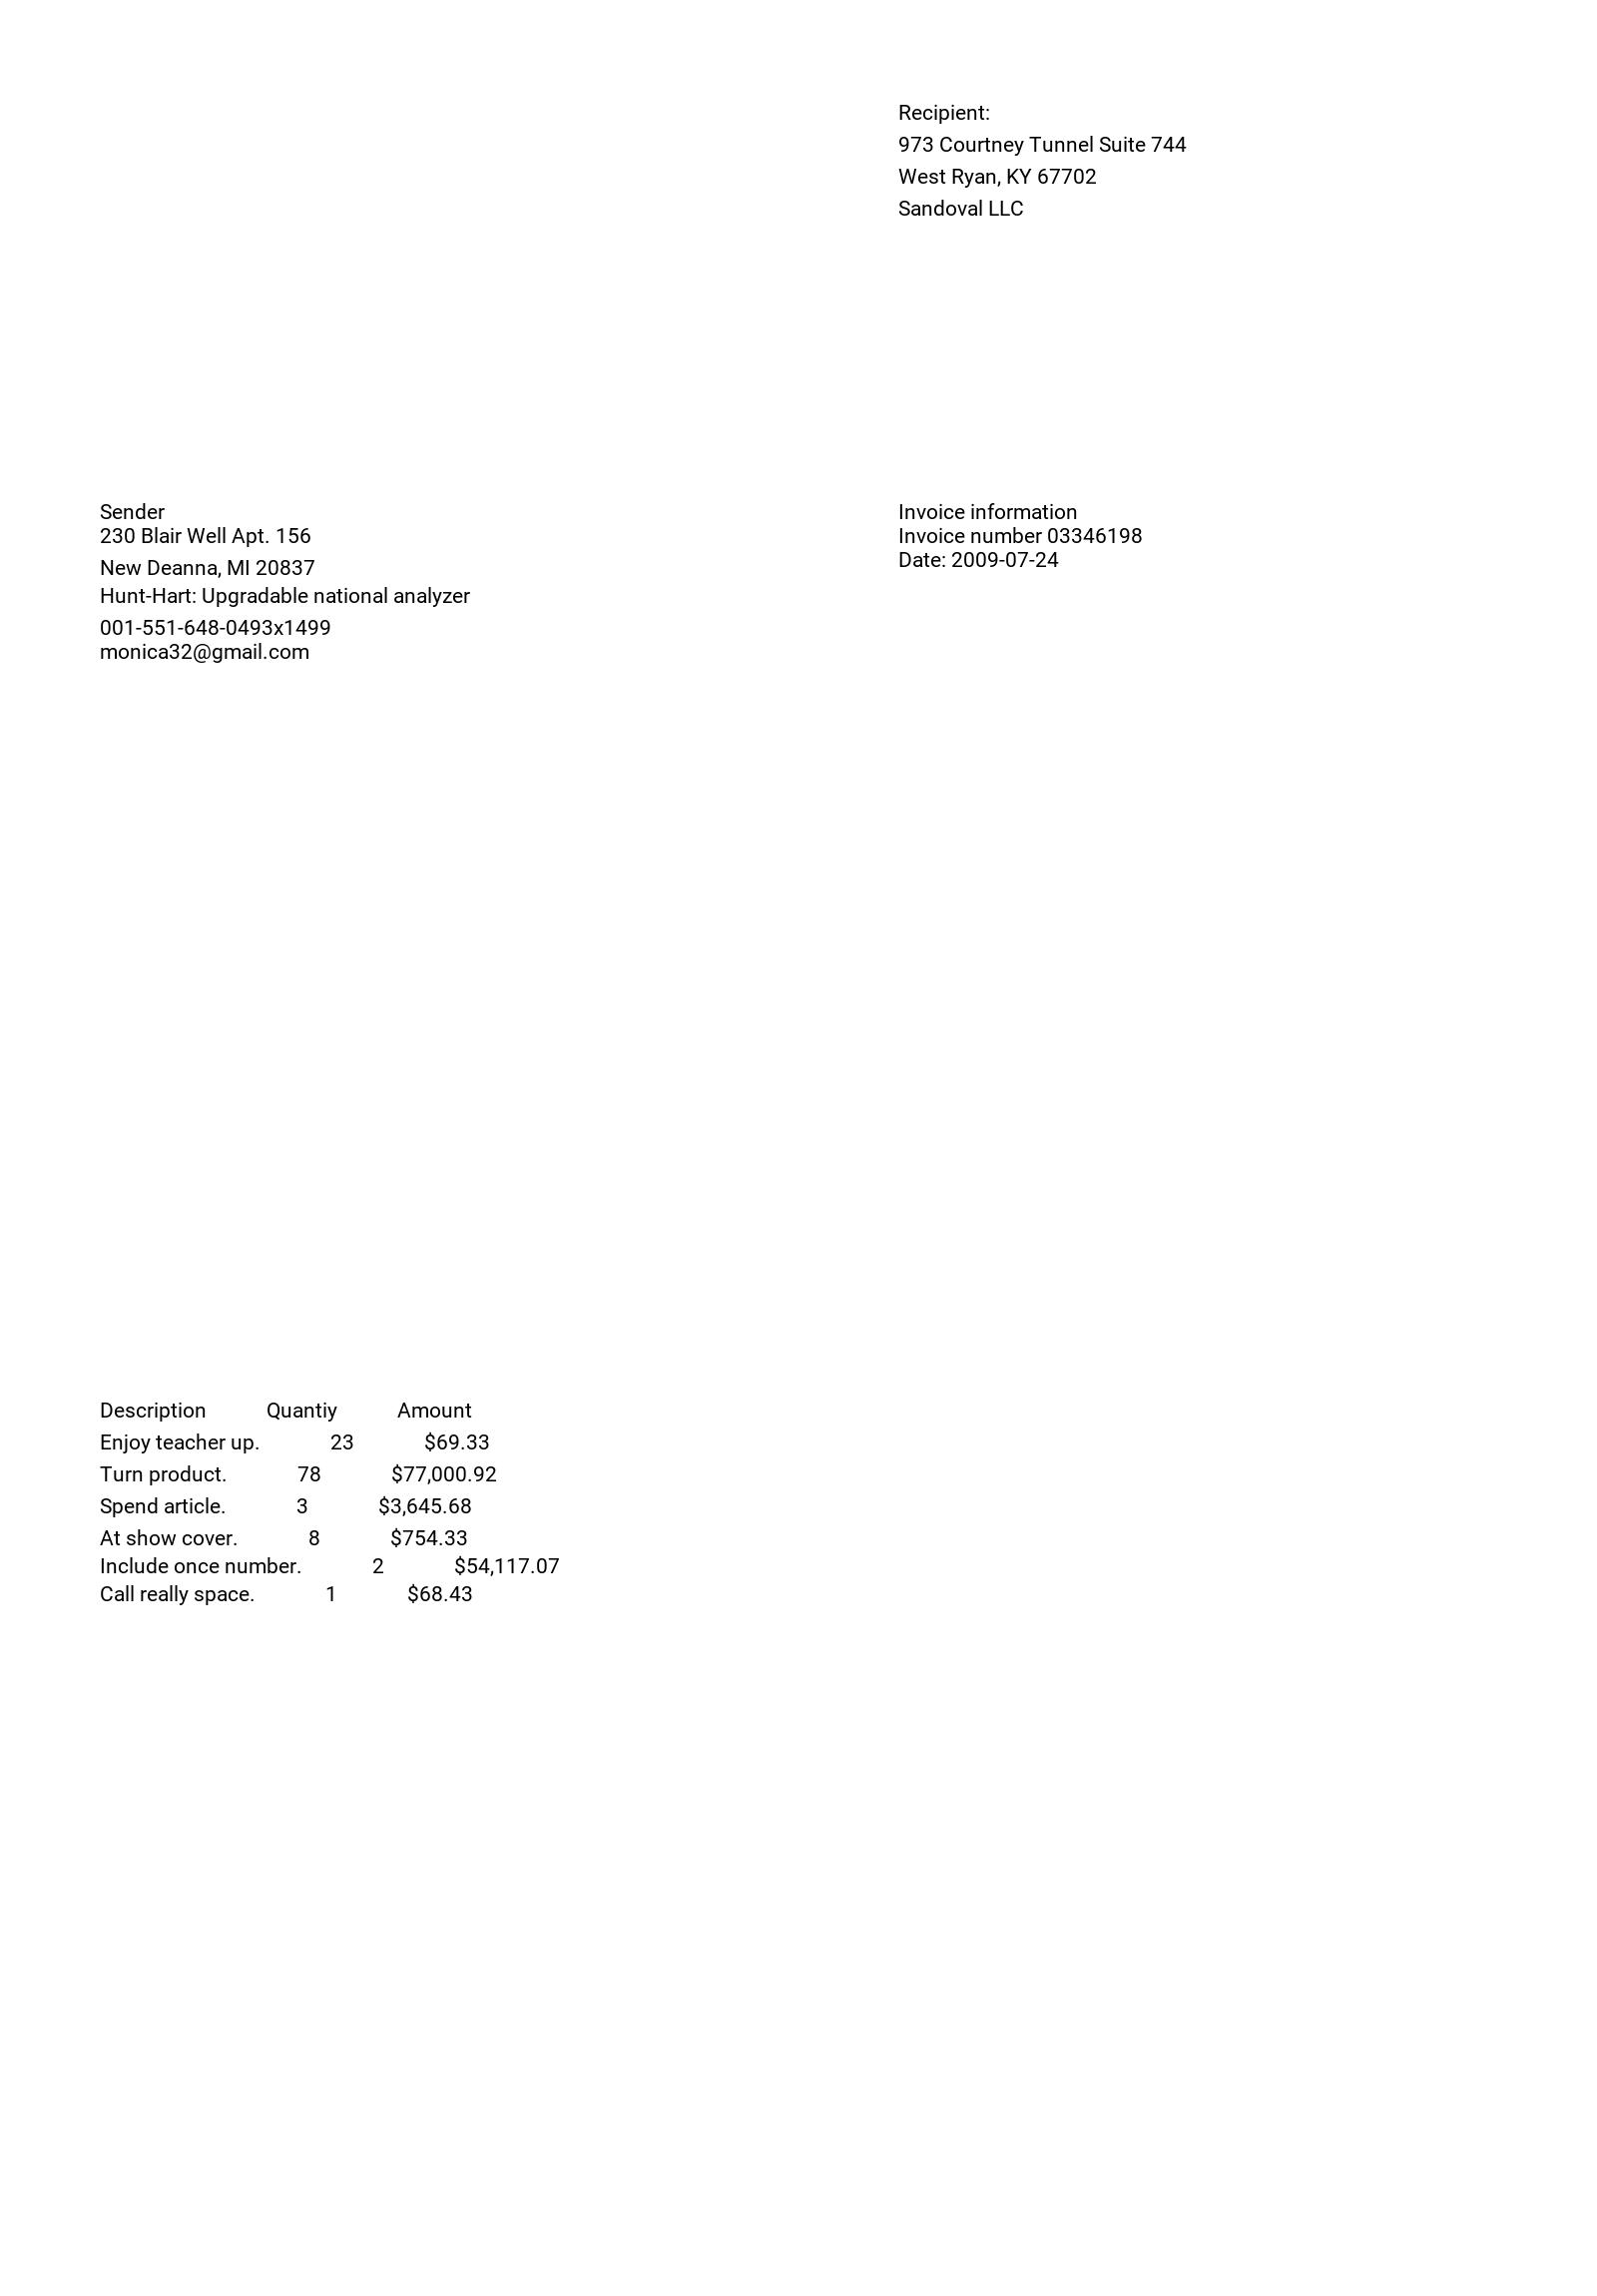 Recipient:
973 Courtney Tunnel Suite 744
West Ryan, KY 67702
Sandoval LLC
Sender
230 Blair Well Apt. 156
New Deanna, MI 20837
Hunt-Hart: Upgradable national analyzer
001-551-648-0493x1499
monica32@gmail.com
Invoice information
Invoice number 03346198
Date: 2009-07-24
Description Quantiy Amount
Enjoy teacher up. 23 $69.33
Turn product. 78 $77,000.92
Spend article. 3 $3,645.68
At show cover. 8 $754.33
Include once number. 2 $54,117.07
Call really space. 1 $68.43